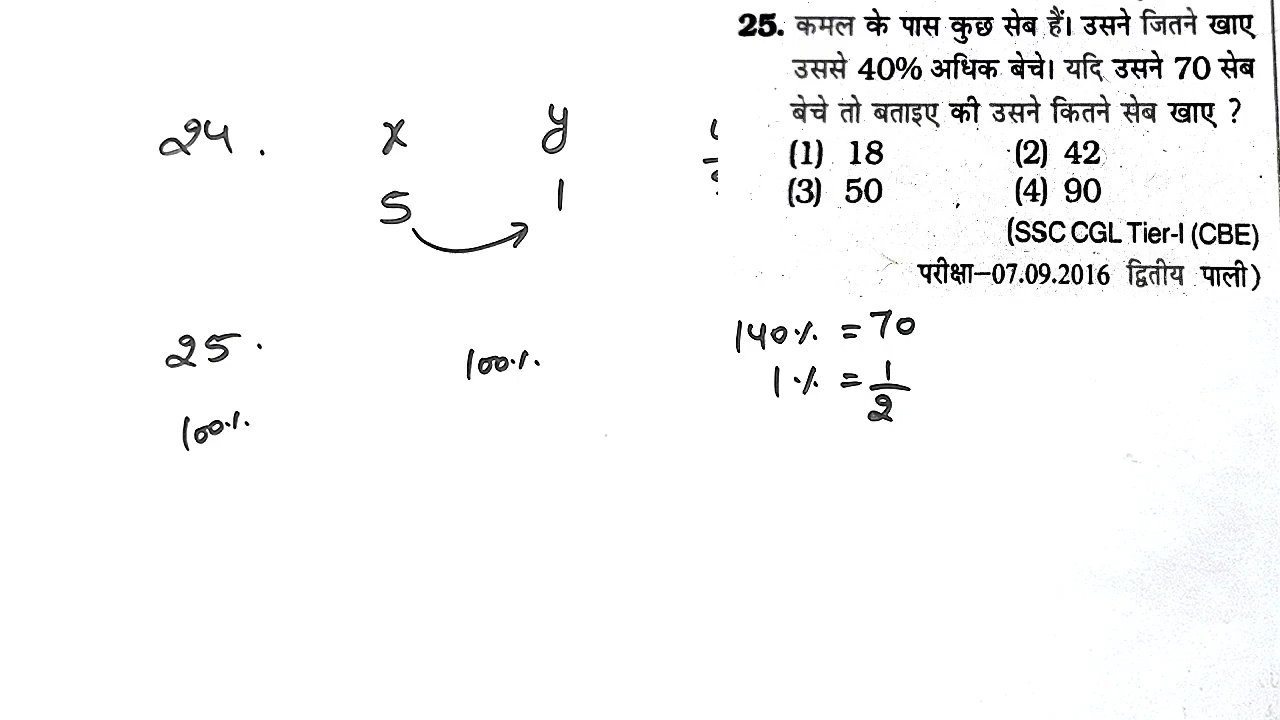 25. कमल के पास कुछ सेब हैं। उसने जितने खाए
उससे 40% अधिक बेचे। यदि उसने 70 सेब
बेचे तो बताइए की उसने कितने सेब खाए ?
(1) 18 (2) 42
(3) 50 (4) 90
(SSC CGL Tier-I (CBE)
परीक्षा–07.09.2016 द्वितीय पाली)
24. x y
5 1
25. 100%
100%
140% = 70
1% = 1/2